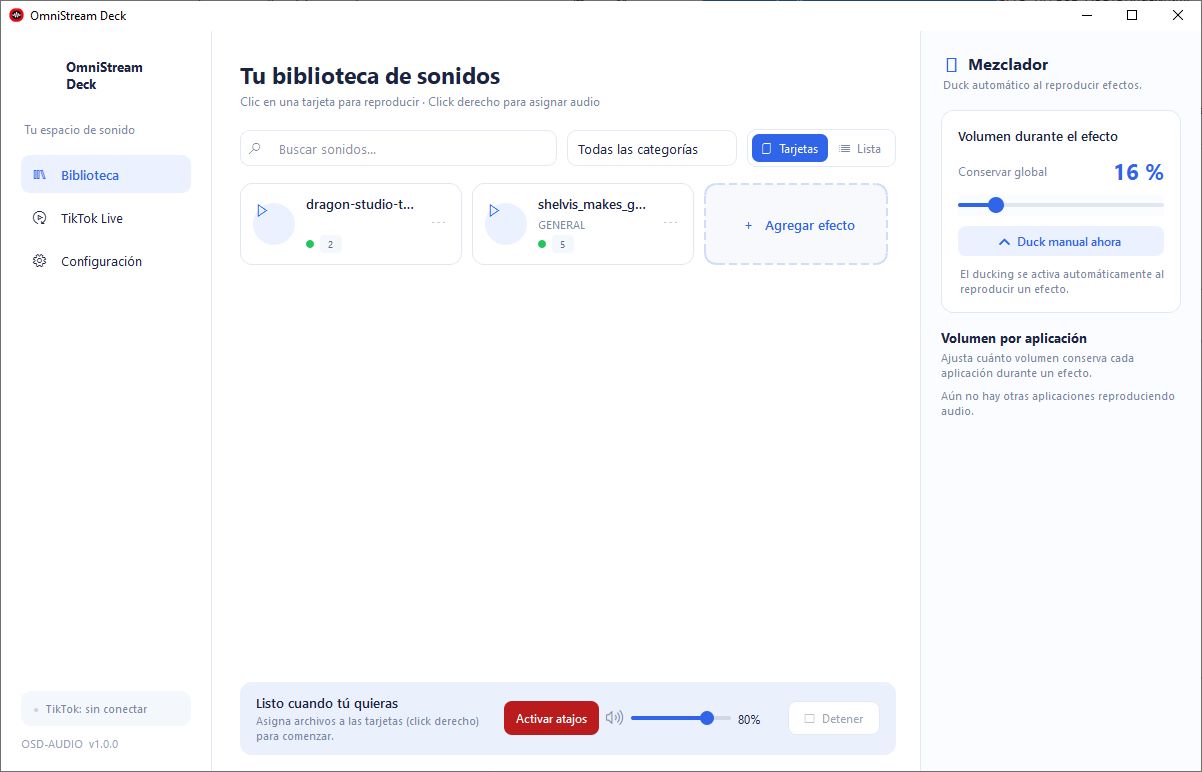 OmniStream Deck
OmniStream
Deck
Tu espacio de sonido
Biblioteca
TikTok Live
Configuración
TikTok: sin conectar
OSD-AUDIO v1.0.0
Tu biblioteca de sonidos
Clic en una tarjeta para reproducir · Click derecho para asignar audio
Buscar sonidos...
Todas las categorías
Tarjetas
Lista
dragon-studio-t...
2
shelvis_makes_g...
GENERAL
5
+ Agregar efecto
Listo cuando tú quieras
Asigna archivos a las tarjetas (click derecho)
para comenzar.
Activar atajos
80%
Detener
Mezclador
Duck automático al reproducir efectos.
Volumen durante el efecto
Conservar global
16 %
Duck manual ahora
El ducking se activa automáticamente al
reproducir un efecto.
Volumen por aplicación
Ajusta cuánto volumen conserva cada
aplicación durante un efecto.
Aún no hay otras aplicaciones reproduciendo
audio.